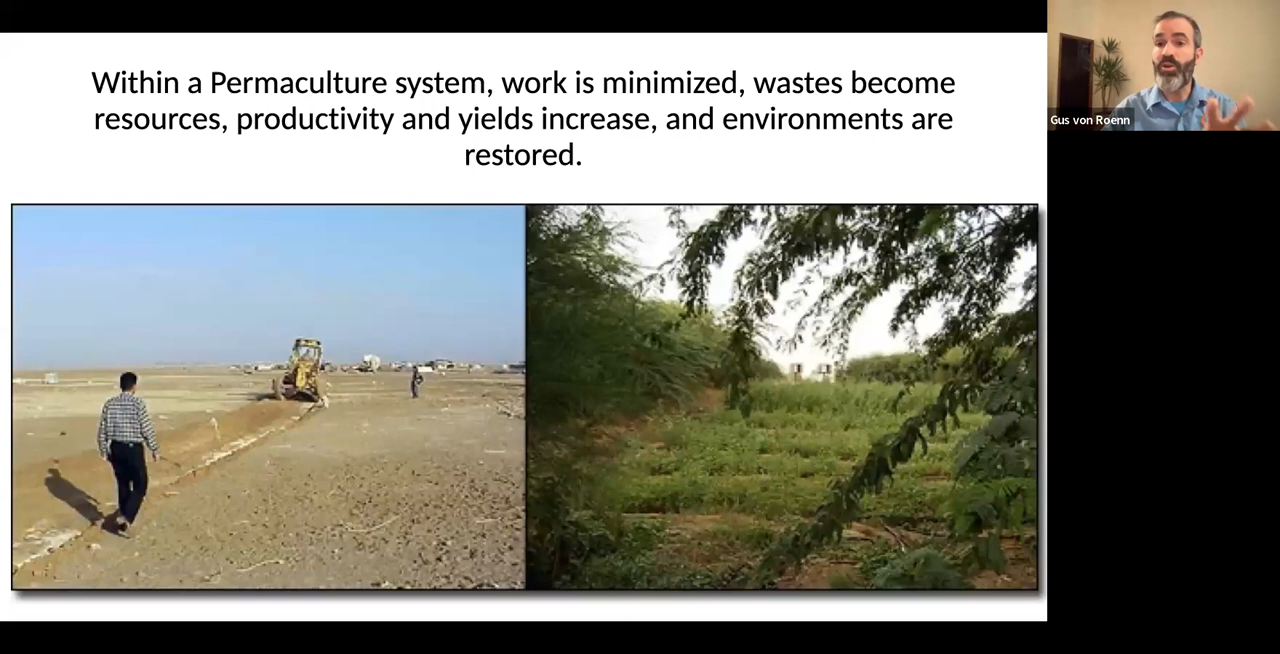 Within a Permaculture system, work is minimized, wastes become
resources, productivity and yields increase, and environments are
restored.
Gus von Roenn